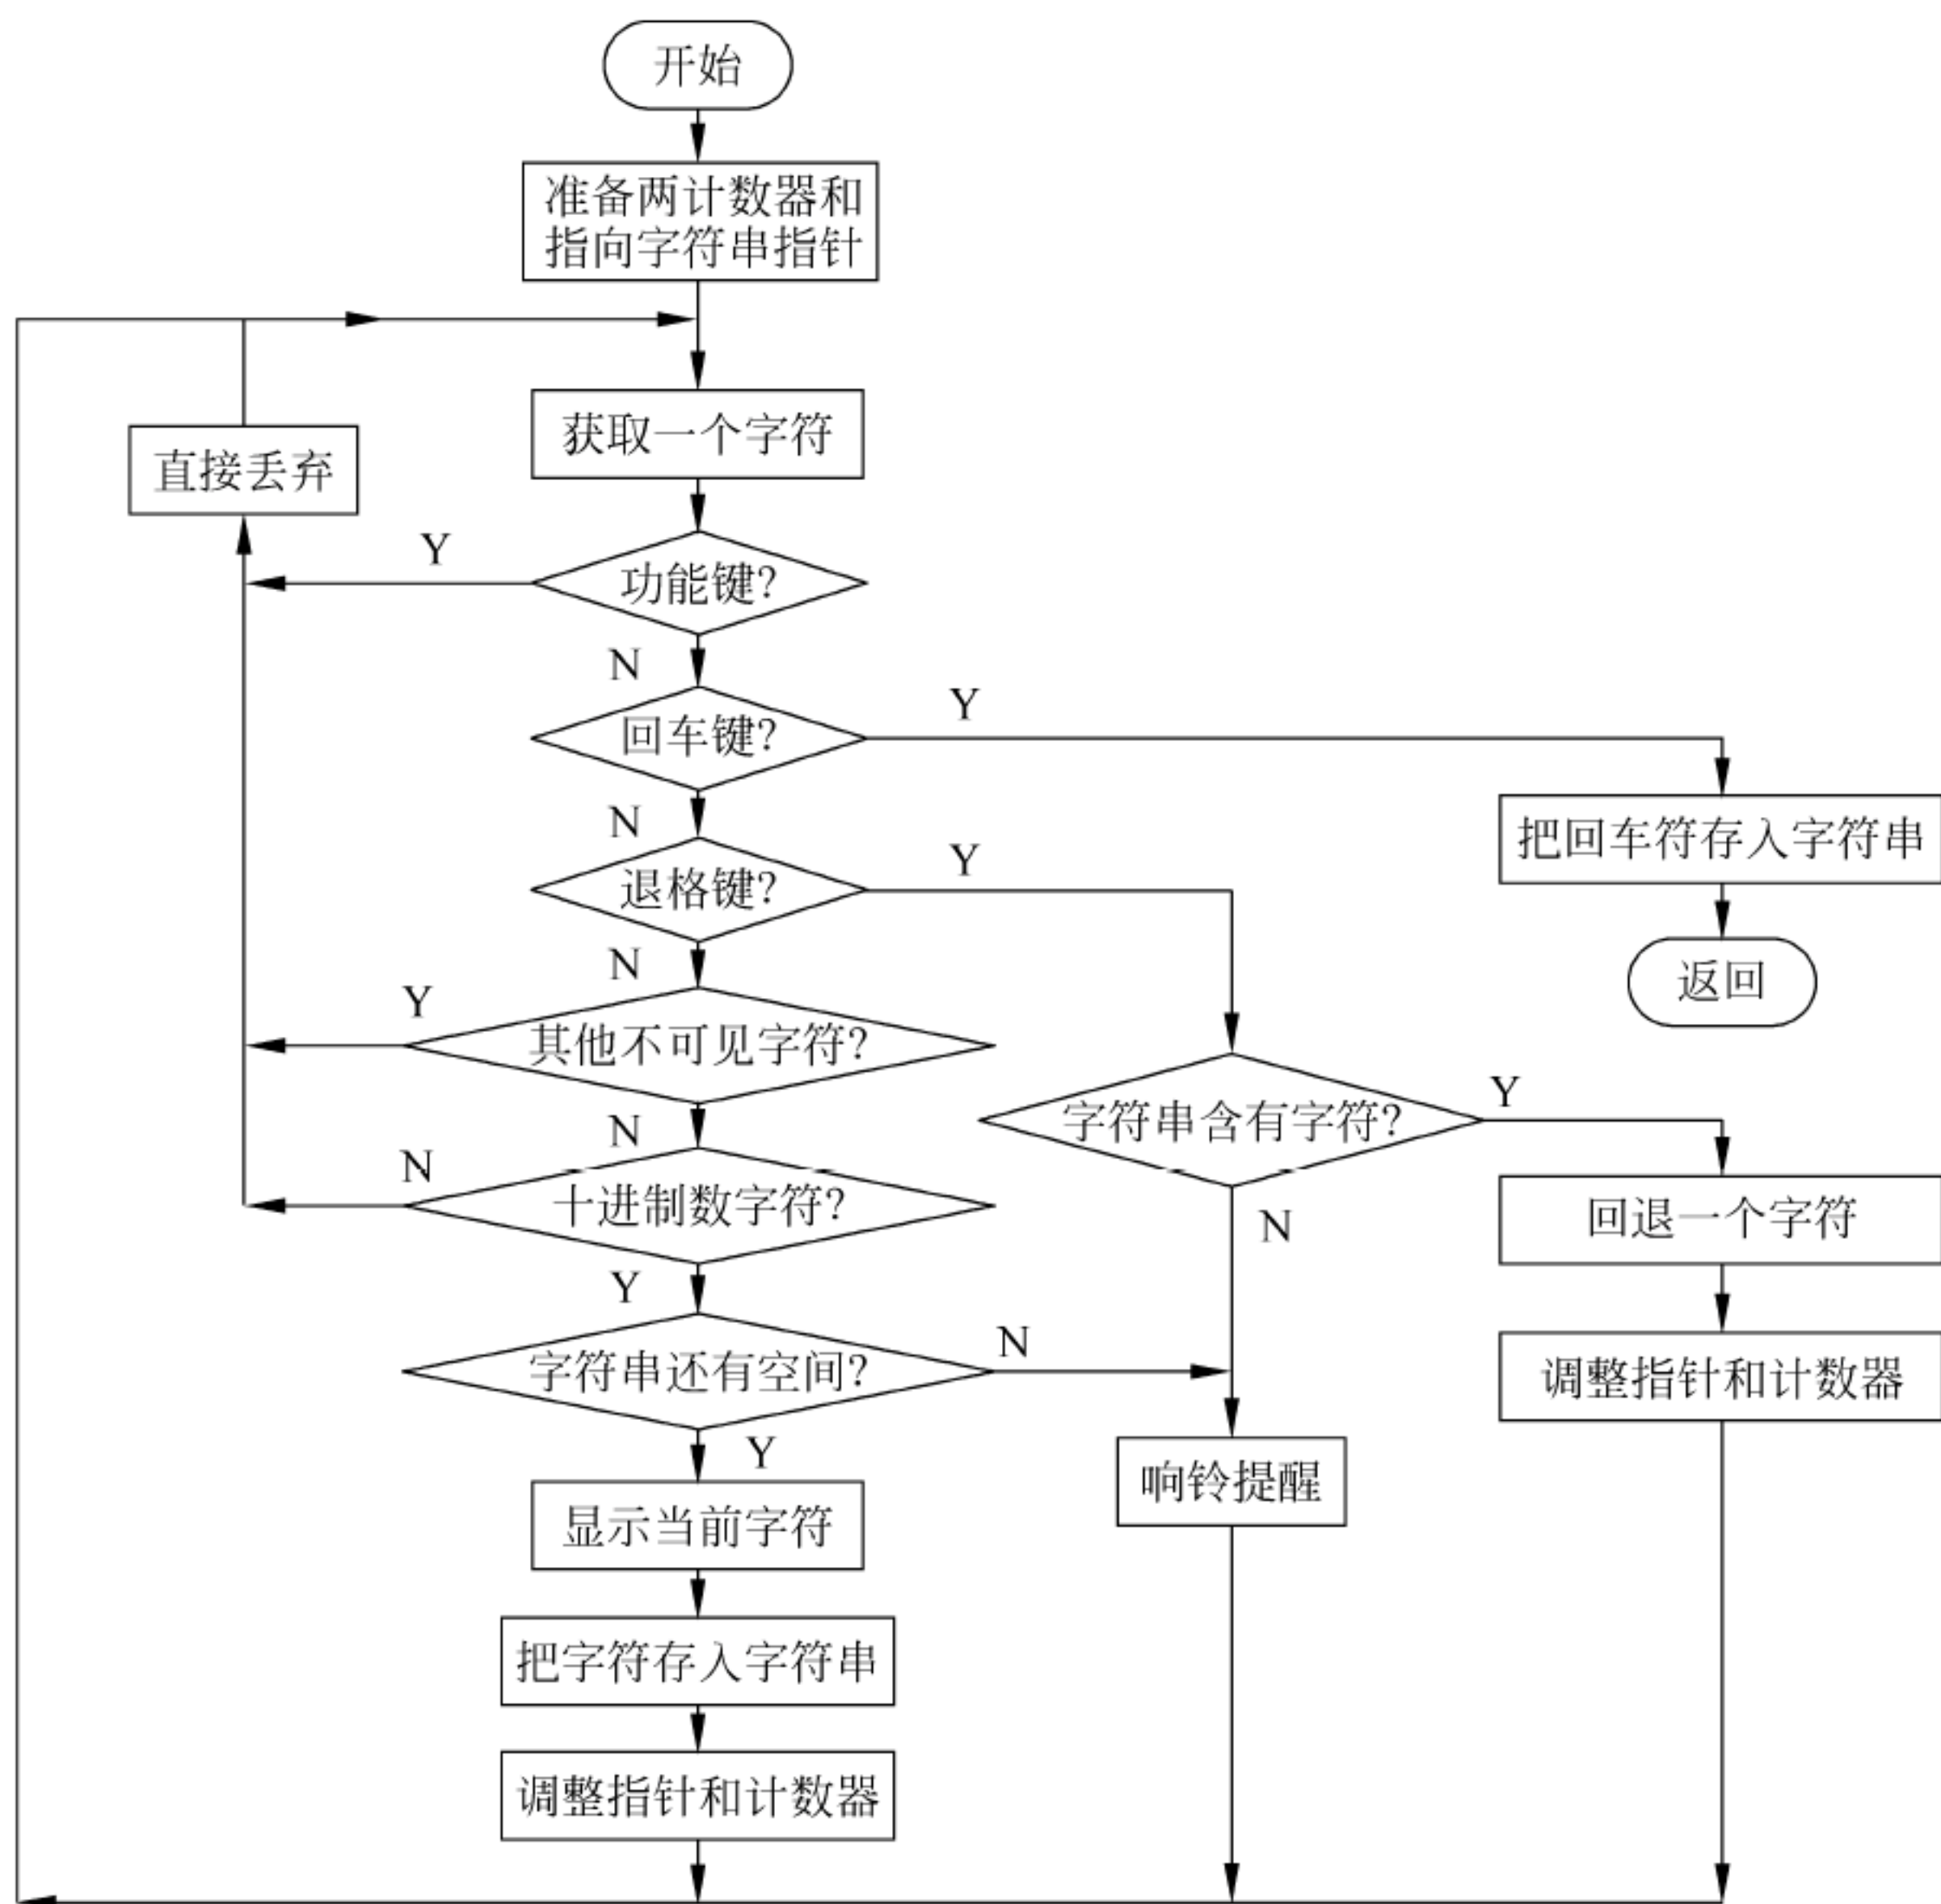 开始
准备两计数器和
指向字符串指针
获取一个字符
直接丢弃
Y
功能键?
N
Y
回车键?
N
把回车符存入字符串
Y
退格键?
N
返回
Y
其他不可见字符?
N
字符串含有字符?
Y
N
十进制数字符?
N
回退一个字符
Y
N
字符串还有空间?
调整指针和计数器
Y
响铃提醒
显示当前字符
把字符存入字符串
调整指针和计数器